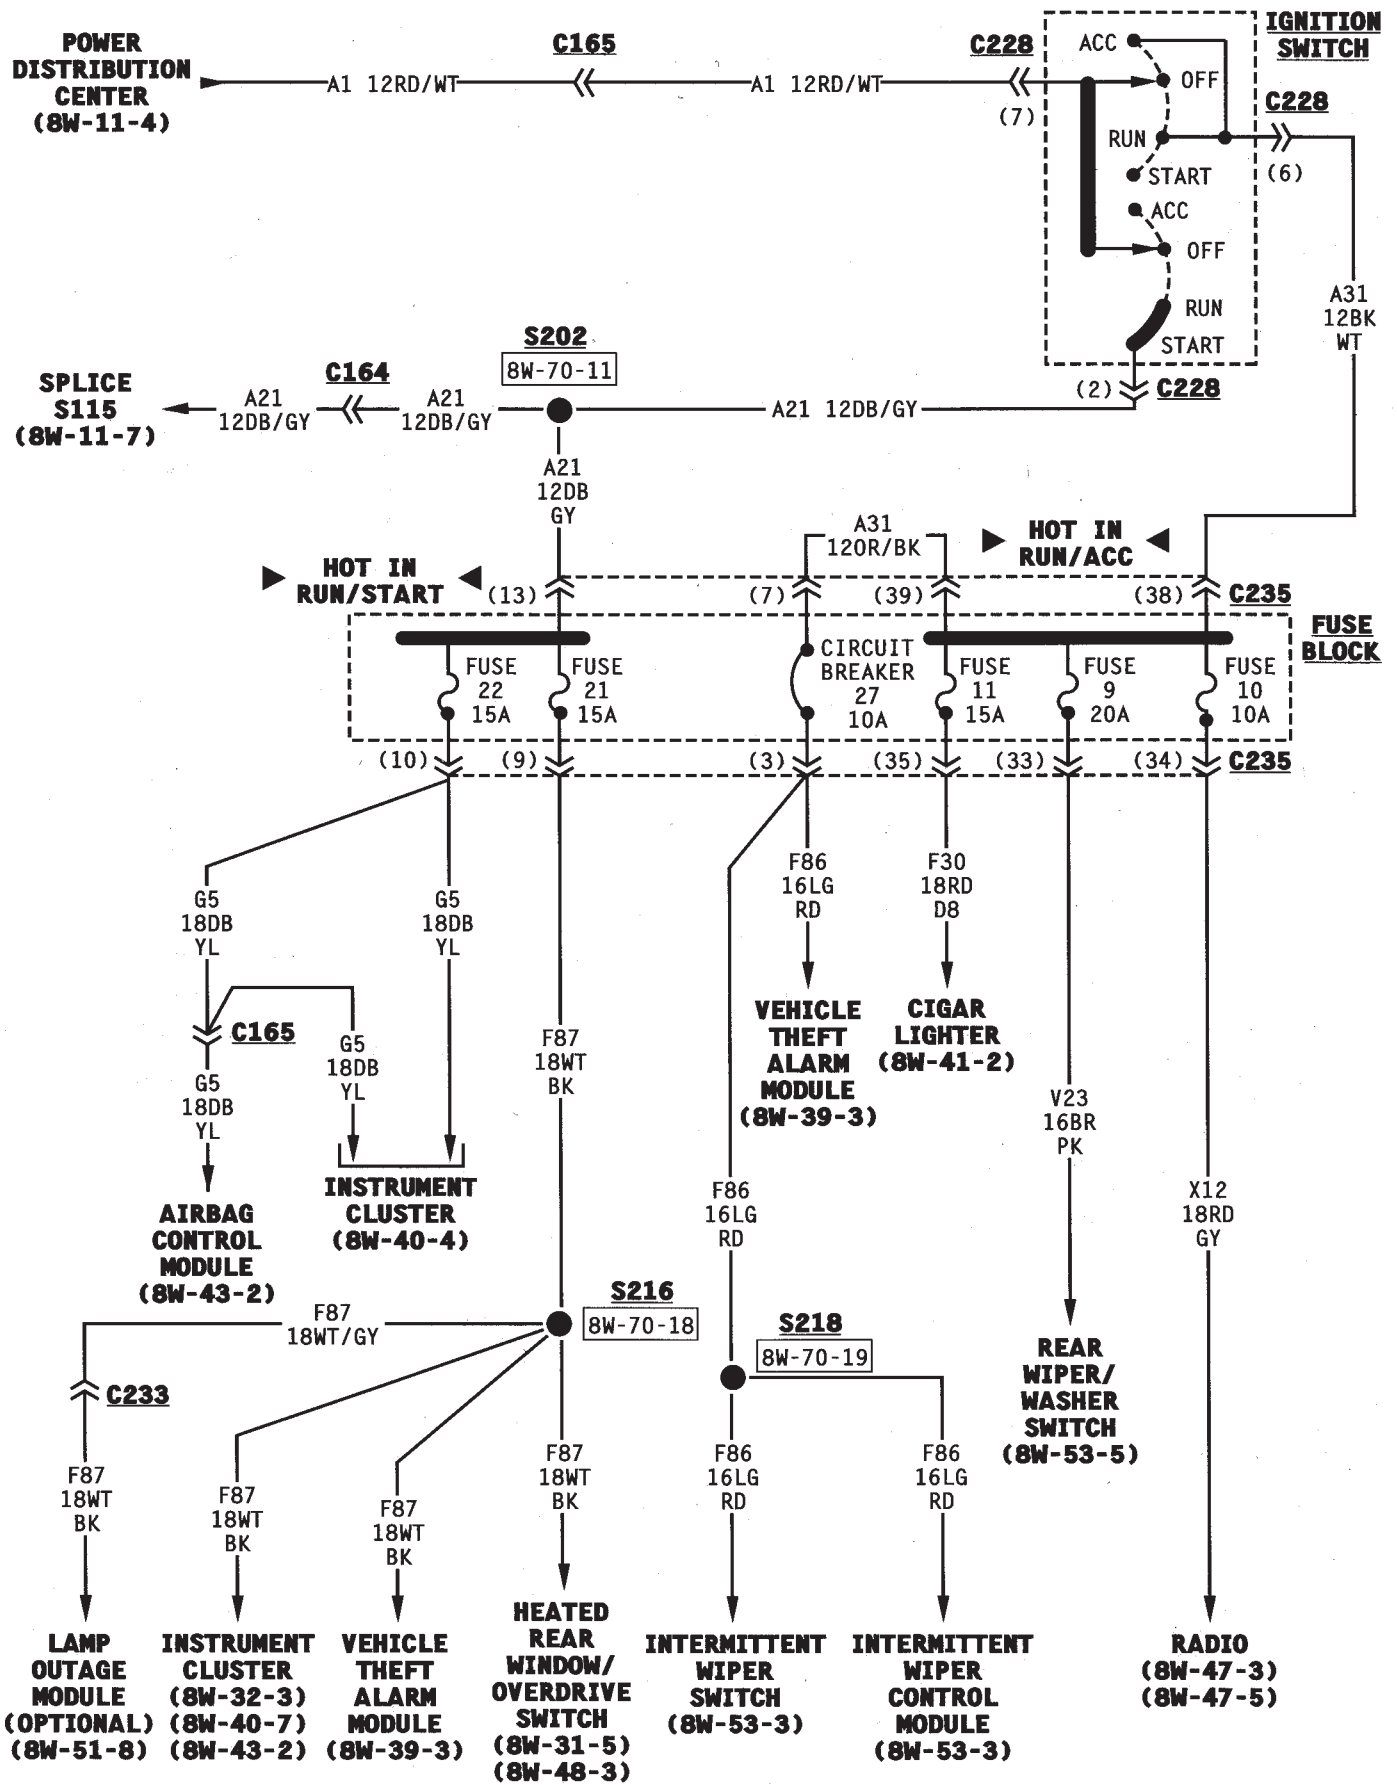 POWER
DISTRIBUTION
CENTER
(8W-11-4)
A1 12RD/WT
C165
A1 12RD/WT
C228
(7)
IGNITION
SWITCH
ACC
OFF
RUN
START
ACC
OFF
RUN
START
C228
(6)
A31
12BK
WT
(2)
C228
SPLICE
S115
(8W-11-7)
A21
12DB/GY
C164
A21
12DB/GY
S202
8W-70-11
A21 12DB/GY
A21
12DB
GY
HOT IN
RUN/START
A31
12OR/BK
HOT IN
RUN/ACC
(13)
(7)
(39)
(38)
C235
FUSE
BLOCK
FUSE
22
15A
FUSE
21
15A
CIRCUIT
BREAKER
27
10A
FUSE
11
15A
FUSE
9
20A
FUSE
10
10A
(10)
(9)
(3)
(35)
(33)
(34)
C235
G5
18DB
YL
G5
18DB
YL
F86
16LG
RD
F30
18RD
D8
C165
G5
18DB
YL
G5
18DB
YL
F87
18WT
BK
VEHICLE
THEFT
ALARM
MODULE
(8W-39-3)
CIGAR
LIGHTER
(8W-41-2)
V23
16BR
PK
AIRBAG
CONTROL
MODULE
(8W-43-2)
INSTRUMENT
CLUSTER
(8W-40-4)
F86
16LG
RD
X12
18RD
GY
F87
18WT/GY
S216
8W-70-18
S218
8W-70-19
REAR
WIPER/
WASHER
SWITCH
(8W-53-5)
C233
F87
18WT
BK
F87
18WT
BK
F87
18WT
BK
F87
18WT
BK
F86
16LG
RD
F86
16LG
RD
LAMP
OUTAGE
MODULE
(OPTIONAL)
(8W-51-8)
INSTRUMENT
CLUSTER
(8W-32-3)
(8W-40-7)
(8W-43-2)
VEHICLE
THEFT
ALARM
MODULE
(8W-39-3)
HEATED
REAR
WINDOW/
OVERDRIVE
SWITCH
(8W-31-5)
(8W-48-3)
INTERMITTENT
WIPER
SWITCH
(8W-53-3)
INTERMITTENT
WIPER
CONTROL
MODULE
(8W-53-3)
RADIO
(8W-47-3)
(8W-47-5)